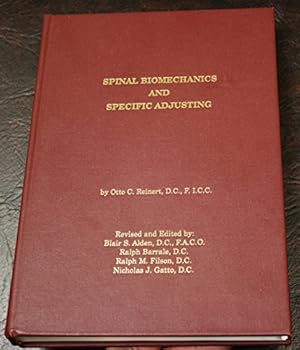 SPINAL BIOMECHANICS
AND
SPECIFIC ADJUSTING
by Otto C. Reinert, D.C., F. I.C.C.
Revised and Edited by:
Blair S. Alden, D.C., F.A.C.O.
Ralph Barrale, D.C.
Ralph M. Filson, D.C.
Nicholas J. Gatto, D.C.